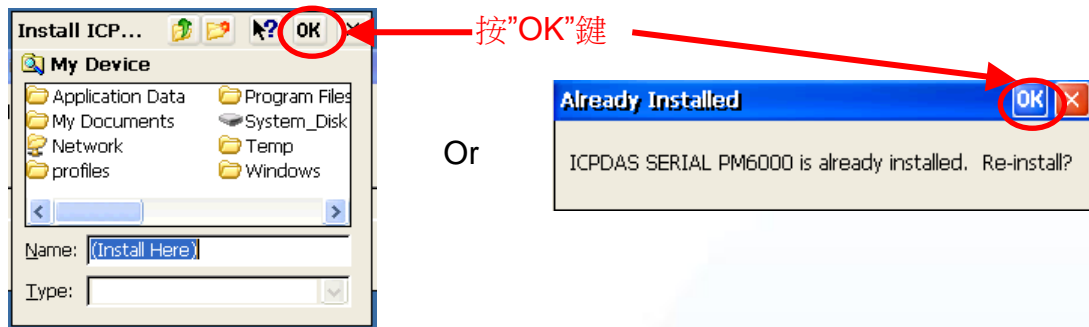 Install ICP... OK
My Device
Application Data Program Files
My Documents System_Disk
Network Temp
profiles Windows
Name: (Install Here)
Type:
按”OK”鍵
Or
Already Installed OK
ICPDAS SERIAL PM6000 is already installed. Re-install?